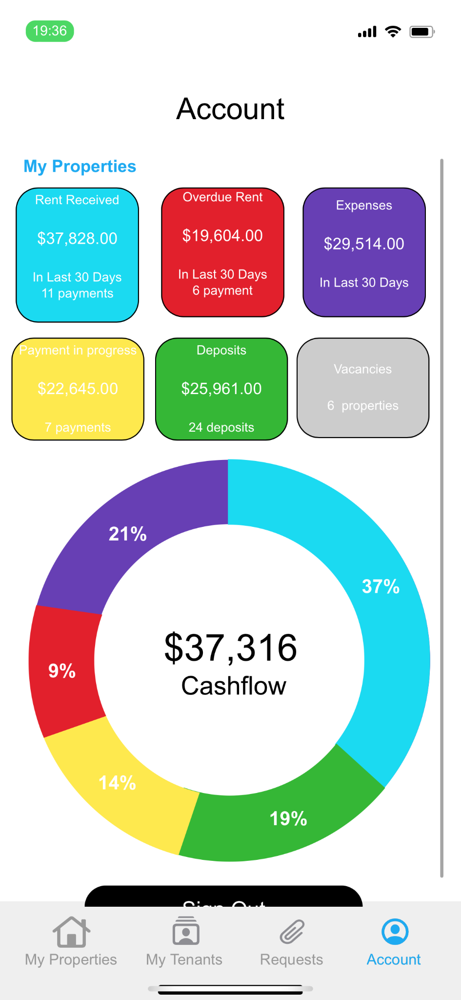 19:36
Account
My Properties
Rent Received
$37,828.00
In Last 30 Days
11 payments
Overdue Rent
$19,604.00
In Last 30 Days
6 payment
Expenses
$29,514.00
In Last 30 Days
Payment in progress
$22,645.00
7 payments
Deposits
$25,961.00
24 deposits
Vacancies
6  properties
21%
37%
9%
$37,316
Cashflow
14%
19%
Sign Out
My Properties
My Tenants
Requests
Account